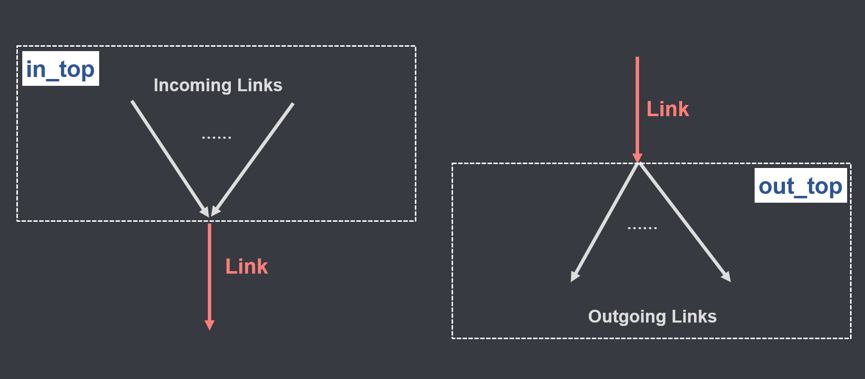 in_top
Incoming Links
......
Link
Link
out_top
......
Outgoing Links